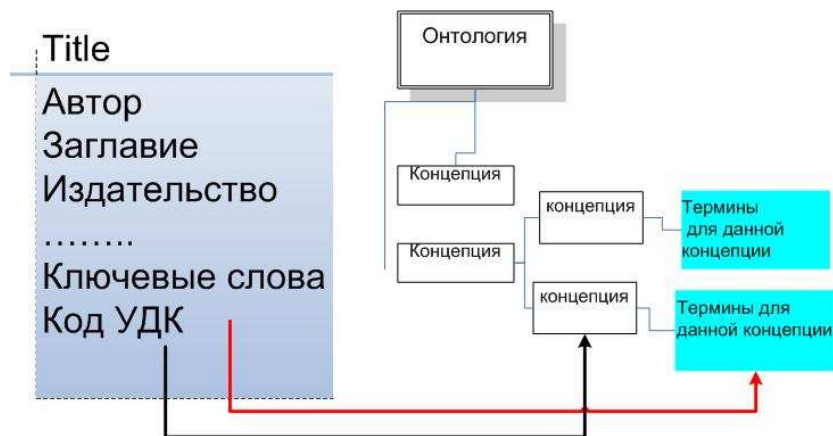 Title
Автор
Заглавие
Издательство
........
Ключевые слова
Код УДК
Онтология
Концепция
Концепция
концепция
Термины
для данной
концепции
концепция
Термины для
данной концепции